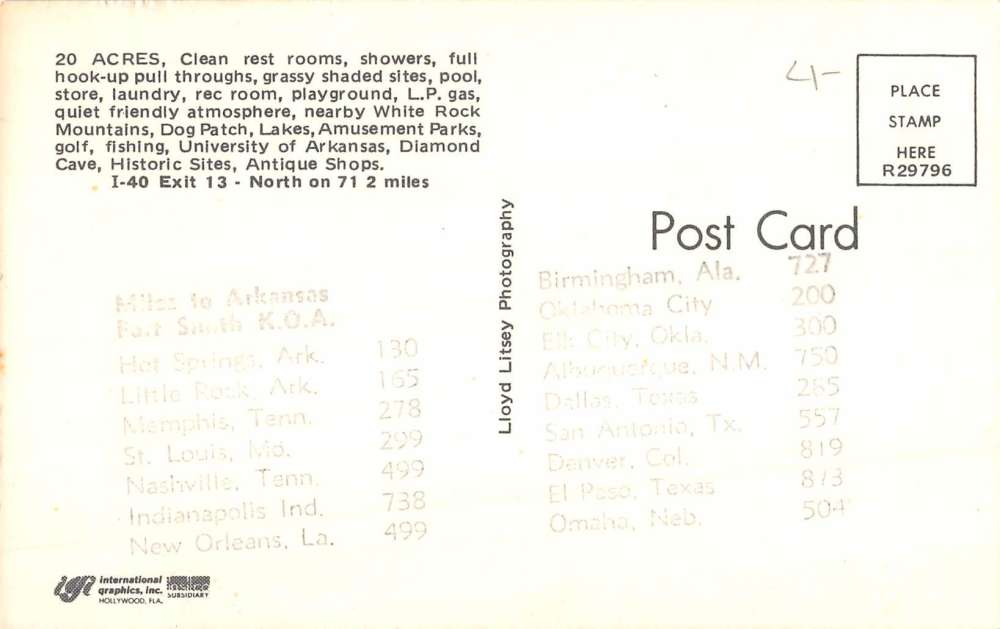 20 ACRES, Clean rest rooms, showers, full
hook-up pull throughs, grassy shaded sites, pool,
store, laundry, rec room, playground, L.P. gas,
quiet friendly atmosphere, nearby White Rock
Mountains, Dog Patch, Lakes, Amusement Parks,
golf, fishing, University of Arkansas, Diamond
Cave, Historic Sites, Antique Shops.
I-40 Exit 13 - North on 71 2 miles
Miles to Arkansas
Fort Smith K.O.A.
Hot Springs, Ark. 130
Little Rock, Ark. 165
Memphis, Tenn. 278
St. Louis, Mo. 299
Nashville, Tenn. 499
Indianapolis Ind. 738
New Orleans, La. 499
international
graphics, inc.
HOLLYWOOD, FLA.
SUBSIDIARY
Lloyd Litsey Photography
PLACE
STAMP
HERE
R29796
Post Card
Birmingham, Ala. 727
Oklahoma City 200
Elk City, Okla. 300
Albuquerque, N.M. 750
Dallas, Texas 285
San Antonio, Tx. 557
Denver, Col. 819
El Paso, Texas 873
Omaha, Neb. 504